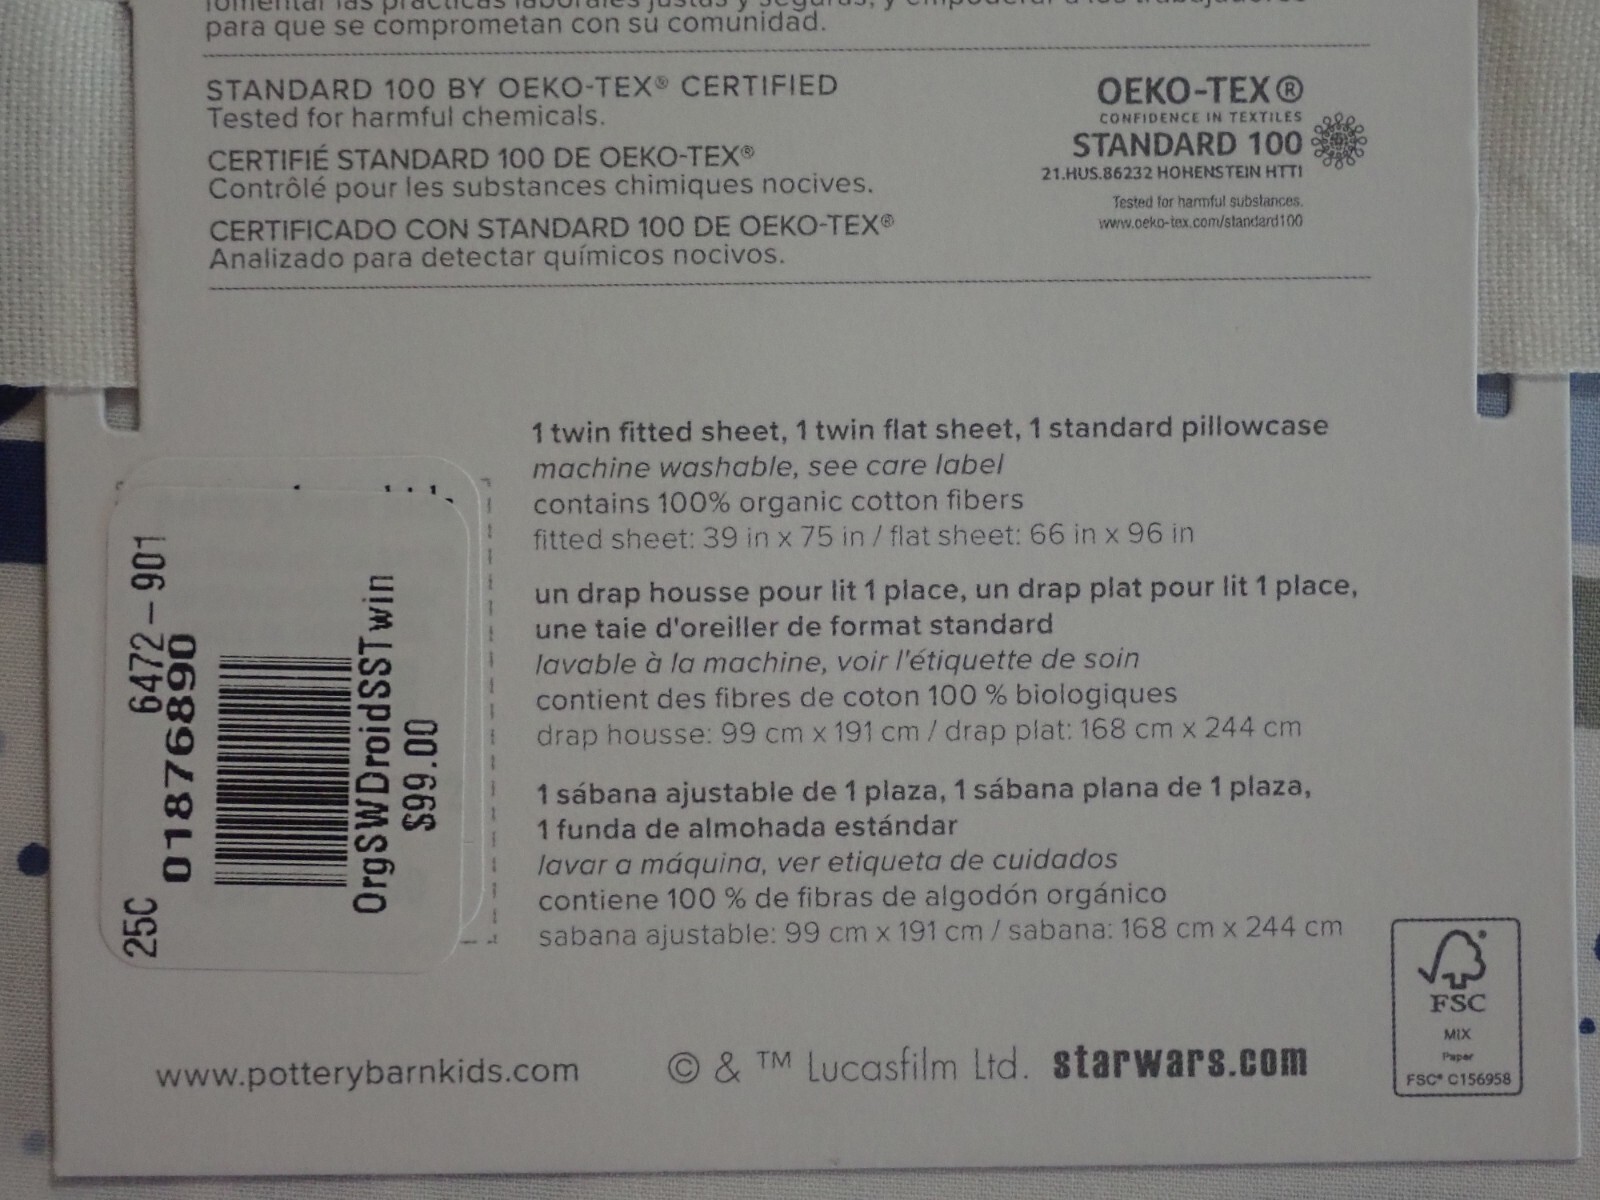 para que se comprometan con su comunidad.
STANDARD 100 BY OEKO-TEX® CERTIFIED
Tested for harmful chemicals.
CERTIFIÉ STANDARD 100 DE OEKO-TEX®
Contrôlé pour les substances chimiques nocives.
CERTIFICADO CON STANDARD 100 DE OEKO-TEX®
Analizado para detectar químicos nocivos.
OEKO-TEX®
CONFIDENCE IN TEXTILES
STANDARD 100
21.HUS.86232 HOHENSTEIN HTTI
Tested for harmful substances.
www.oeko-tex.com/standard100
1 twin fitted sheet, 1 twin flat sheet, 1 standard pillowcase
machine washable, see care label
contains 100% organic cotton fibers
fitted sheet: 39 in x 75 in / flat sheet: 66 in x 96 in
un drap housse pour lit 1 place, un drap plat pour lit 1 place,
une taie d'oreiller de format standard
lavable à la machine, voir l'étiquette de soin
contient des fibres de coton 100 % biologiques
drap housse: 99 cm x 191 cm / drap plat: 168 cm x 244 cm
1 sábana ajustable de 1 plaza, 1 sábana plana de 1 plaza,
1 funda de almohada estándar
lavar a máquina, ver etiqueta de cuidados
contiene 100 % de fibras de algodón orgánico
sabana ajustable: 99 cm x 191 cm / sabana: 168 cm x 244 cm
25C 6472-901
01876890
OrgSWDroidSSTwin
$99.00
www.potterybarnkids.com
© & ™ Lucasfilm Ltd. starwars.com
FSC
MIX
Paper
FSC® C156958